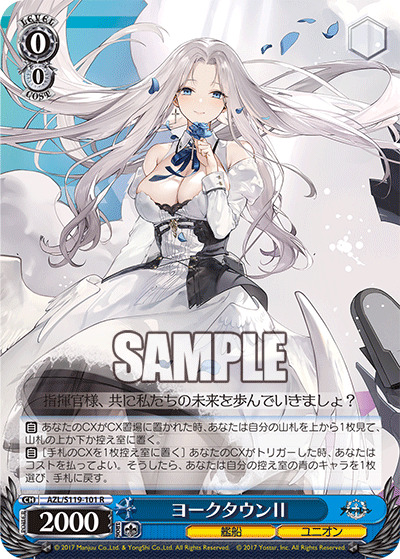 LEVEL
0
0
COST
SAMPLE
指揮官様、共に私たちの未来を歩んでいきましょ？
自 あなたのCXがCX置場に置かれた時、あなたは自分の山札を上から1枚見て、
山札の上か下か控え室に置く。
自 [手札のCXを1枚控え室に置く] あなたのCXがトリガーした時、あなたは
コストを払ってよい。そうしたら、あなたは自分の控え室の青のキャラを1枚
選び、手札に戻す。
CH AZL/S119-101 R
ヨークタウンII
2000
艦船
ユニオン
© 2017 Manjuu Co.,Ltd. & YongShi Co.,Ltd. All Rights Reserved. © 2017 Yostar, Inc. All Rights Reserved.